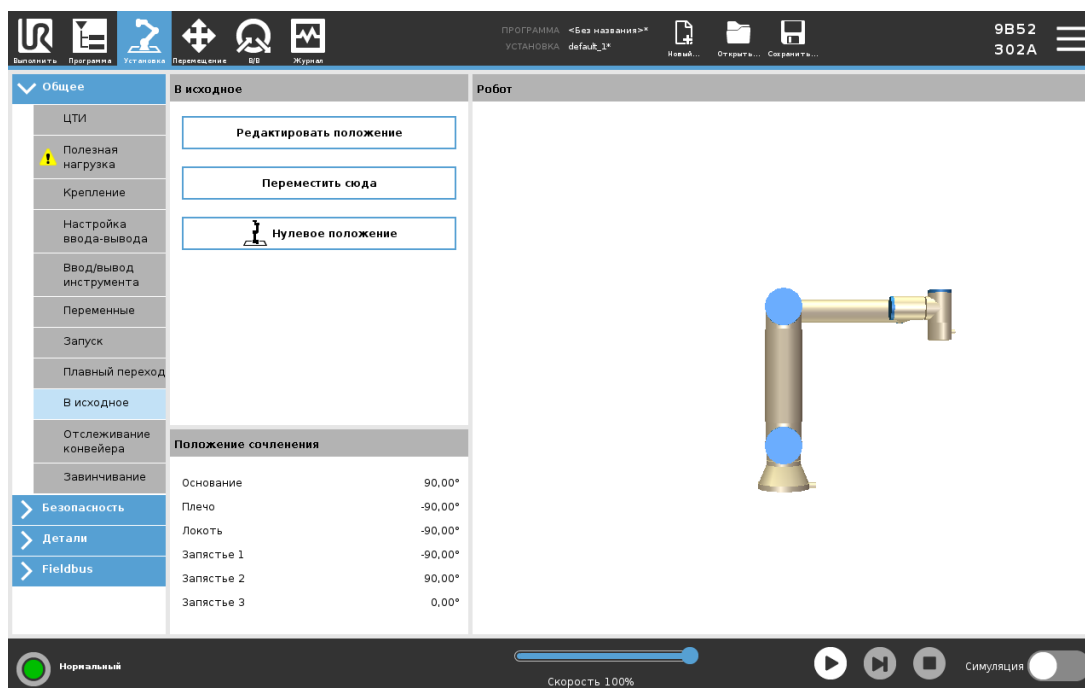 UR
Выполнить
Программа
Установка
Перемещение
В/В
Журнал
ПРОГРАММА <Без названия>*
УСТАНОВКА default_1*
Новый...
Открыть...
Сохранить...
9B52
302A
Общее
ЦТИ
Полезная
нагрузка
Крепление
Настройка
ввода-вывода
Ввод/вывод
инструмента
Переменные
Запуск
Плавный переход
В исходное
Отслеживание
конвейера
Завинчивание
Безопасность
Детали
Fieldbus
В исходное
Редактировать положение
Переместить сюда
Нулевое положение
Положение сочленения
Основание 90,00°
Плечо -90,00°
Локоть -90,00°
Запястье 1 -90,00°
Запястье 2 90,00°
Запястье 3 0,00°
Робот
Нормальный
Скорость 100%
Симуляция